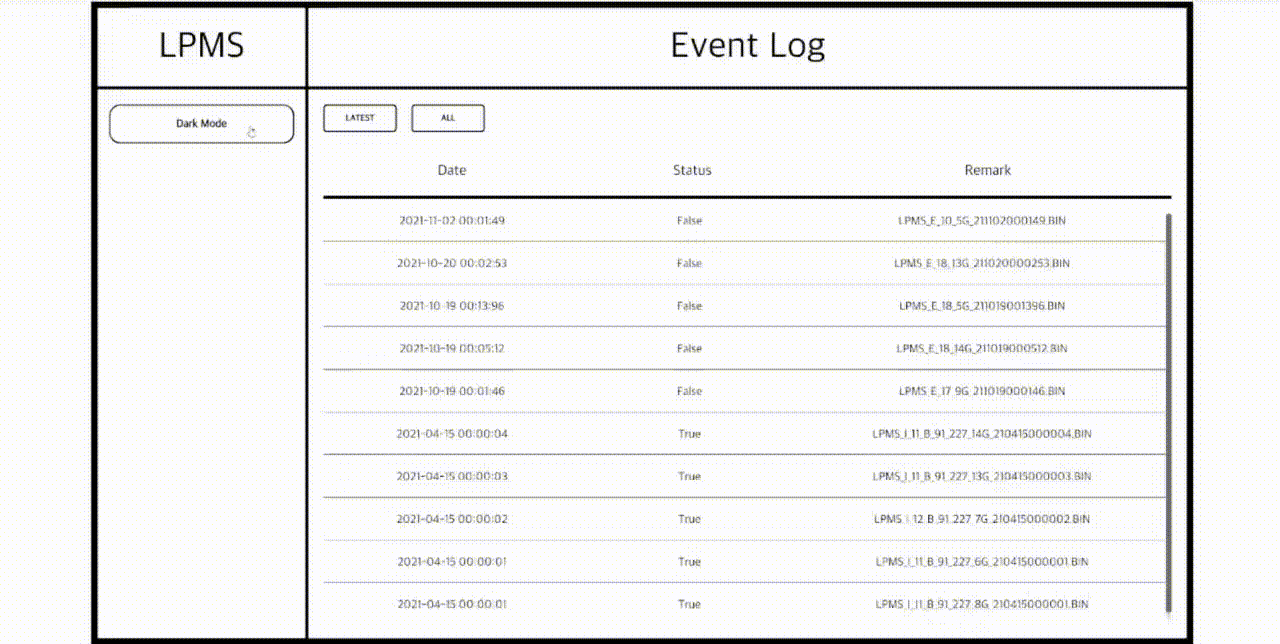 LPMS
Event Log
Dark Mode
LATEST ALL
Date Status Remark
2021-11-02 00:01:49 False LPMS_E_10_5G_211102000149.BIN
2021-10-20 00:02:53 False LPMS_E_18_13G_211020000253.BIN
2021-10-19 00:13:96 False LPMS_E_18_5G_211019001396.BIN
2021-10-19 00:05:12 False LPMS_E_18_14G_211019000512.BIN
2021-10-19 00:01:46 False LPMS_E_17_9G_211019000146.BIN
2021-04-15 00:00:04 True LPMS_I_11_B_91_227_14G_210415000004.BIN
2021-04-15 00:00:03 True LPMS_I_11_B_91_227_13G_210415000003.BIN
2021-04-15 00:00:02 True LPMS_I_12_B_91_227_7G_210415000002.BIN
2021-04-15 00:00:01 True LPMS_I_11_B_91_227_6G_210415000001.BIN
2021-04-15 00:00:01 True LPMS_I_11_B_91_227_8G_210415000001.BIN